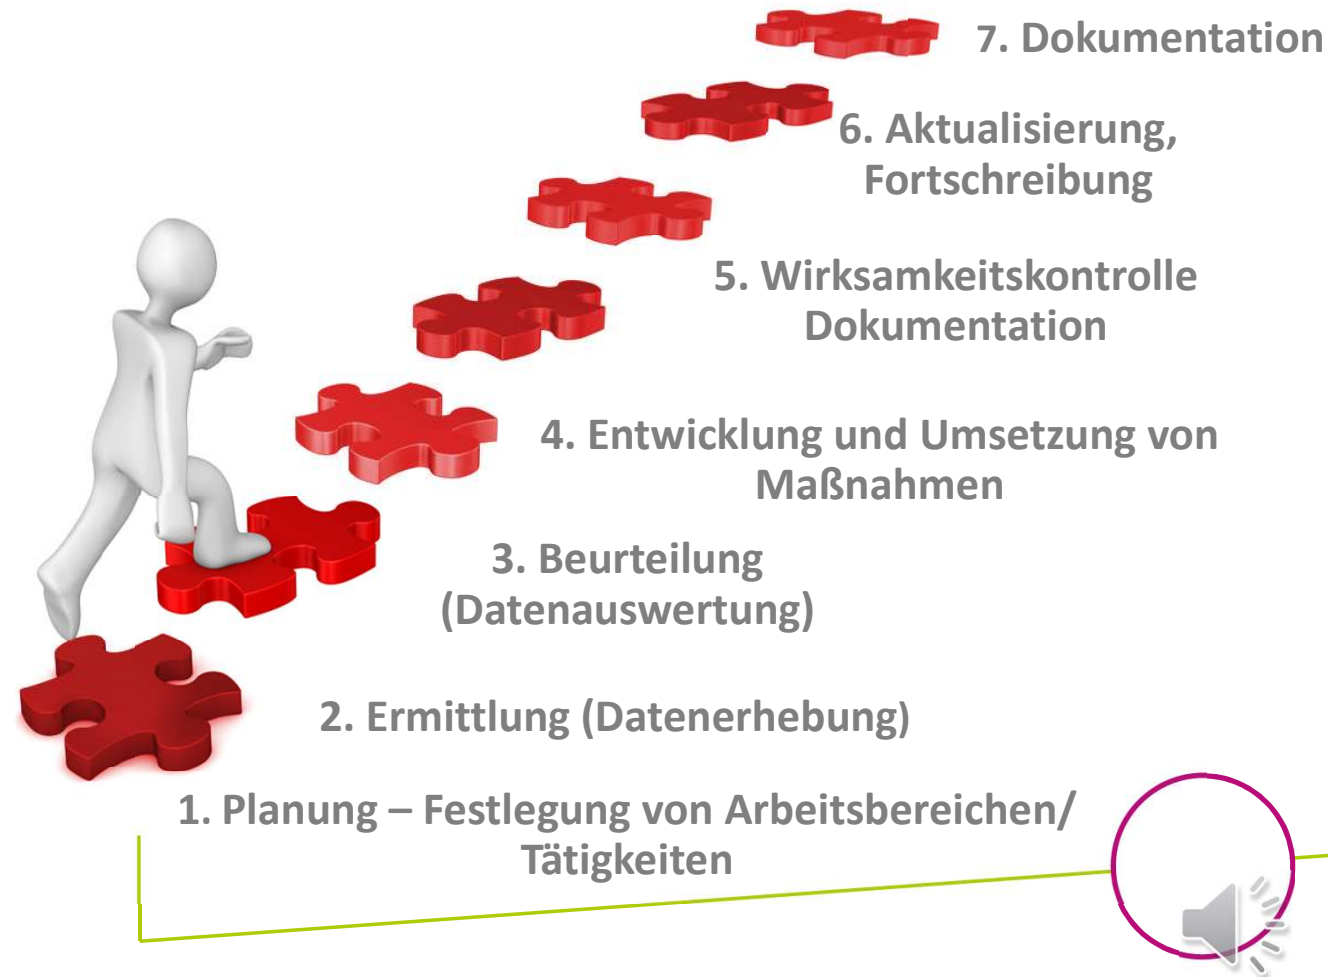 7. Dokumentation
6. Aktualisierung,
Fortschreibung
5. Wirksamkeitskontrolle
Dokumentation
4. Entwicklung und Umsetzung von
Maßnahmen
3. Beurteilung
(Datenauswertung)
2. Ermittlung (Datenerhebung)
1. Planung – Festlegung von Arbeitsbereichen/
Tätigkeiten